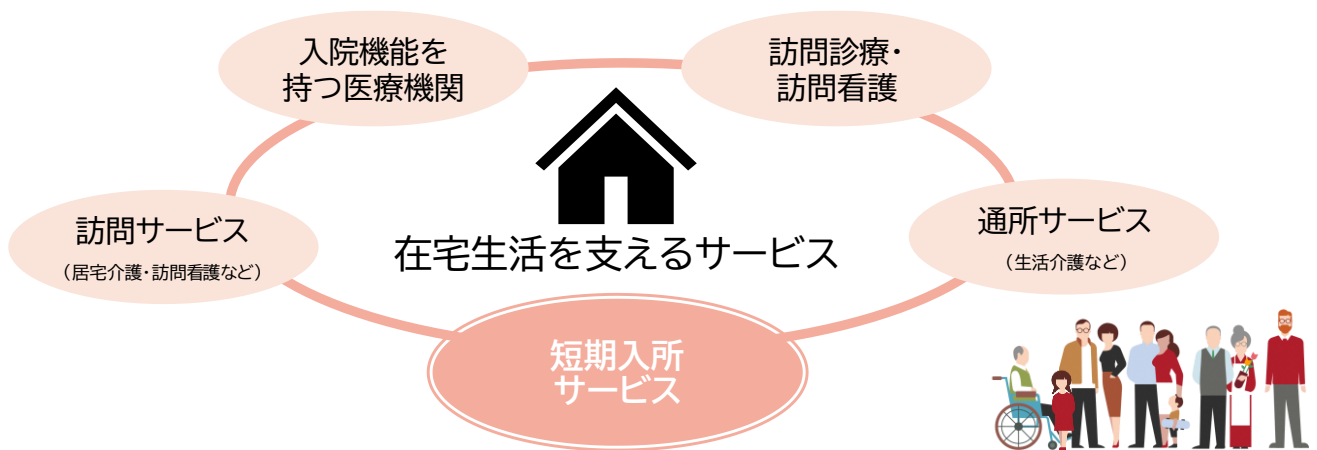 入院機能を
持つ医療機関
訪問診療・
訪問看護
訪問サービス
（居宅介護・訪問看護など）
在宅生活を支えるサービス
通所サービス
（生活介護など）
短期入所
サービス